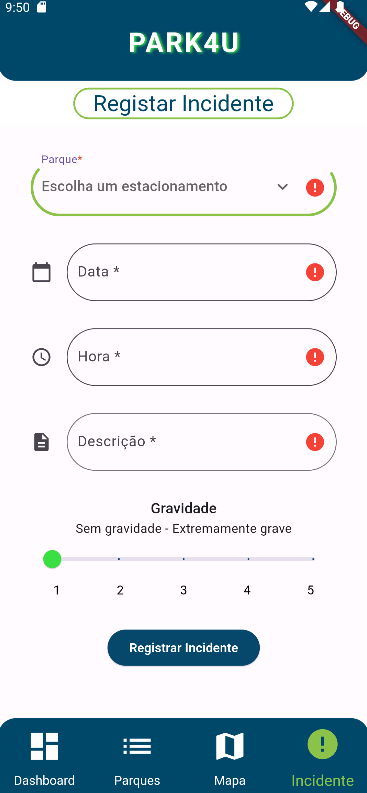 9:50
DEBUG
PARK4U
Registar Incidente
Parque*
Escolha um estacionamento
Data *
Hora *
Descrição *
Gravidade
Sem gravidade - Extremamente grave
1 2 3 4 5
Registrar Incidente
Dashboard Parques Mapa Incidente